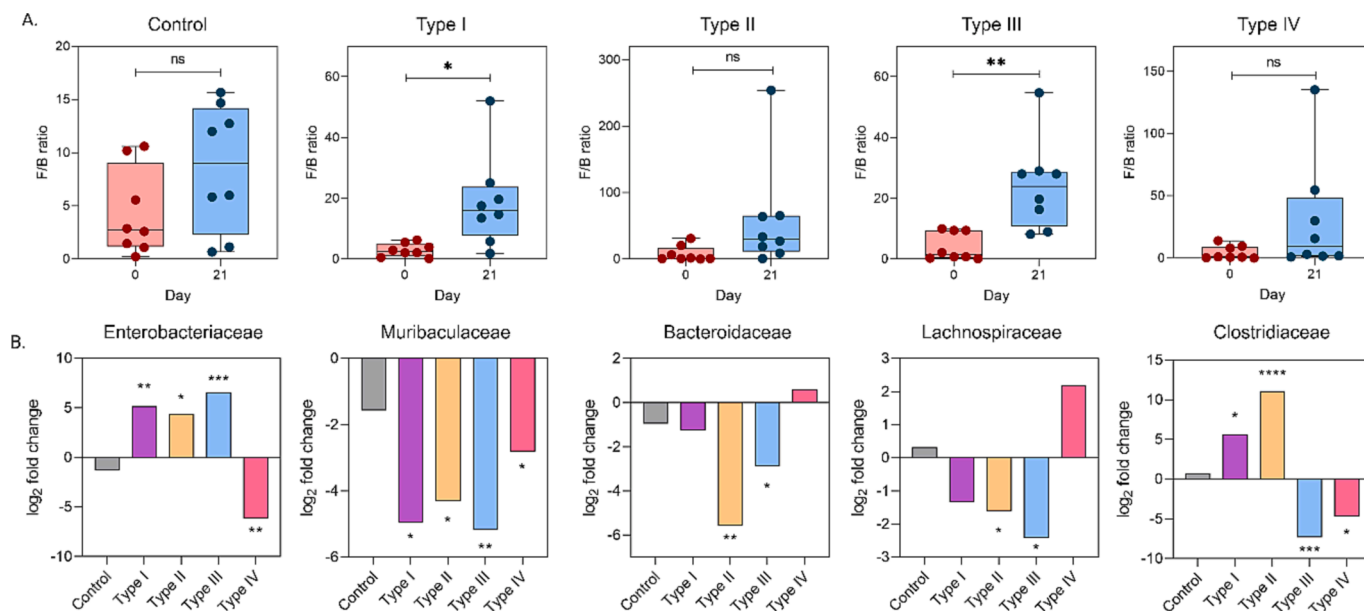 A.
Control
Type I
Type II
Type III
Type IV
F/B ratio
20
15
10
5
0
ns
0
21
Day
F/B ratio
60
40
20
0
*
0
21
Day
F/B ratio
300
200
100
0
ns
0
21
Day
F/B ratio
60
40
20
0
**
0
21
Day
F/B ratio
150
100
50
0
ns
0
21
Day
B.
Enterobacteriaceae
log2 fold change
10
5
0
-5
-10
**
*
***
**
Control
Type I
Type II
Type III
Type IV
Muribaculaceae
log2 fold change
0
-2
-4
-6
*
*
**
*
Control
Type I
Type II
Type III
Type IV
Bacteroidaceae
log2 fold change
2
0
-2
-4
-6
**
*
Control
Type I
Type II
Type III
Type IV
Lachnospiraceae
log2 fold change
3
2
1
0
-1
-2
-3
*
*
Control
Type I
Type II
Type III
Type IV
Clostridiaceae
log2 fold change
15
10
5
0
-5
-10
*
****
***
*
Control
Type I
Type II
Type III
Type IV